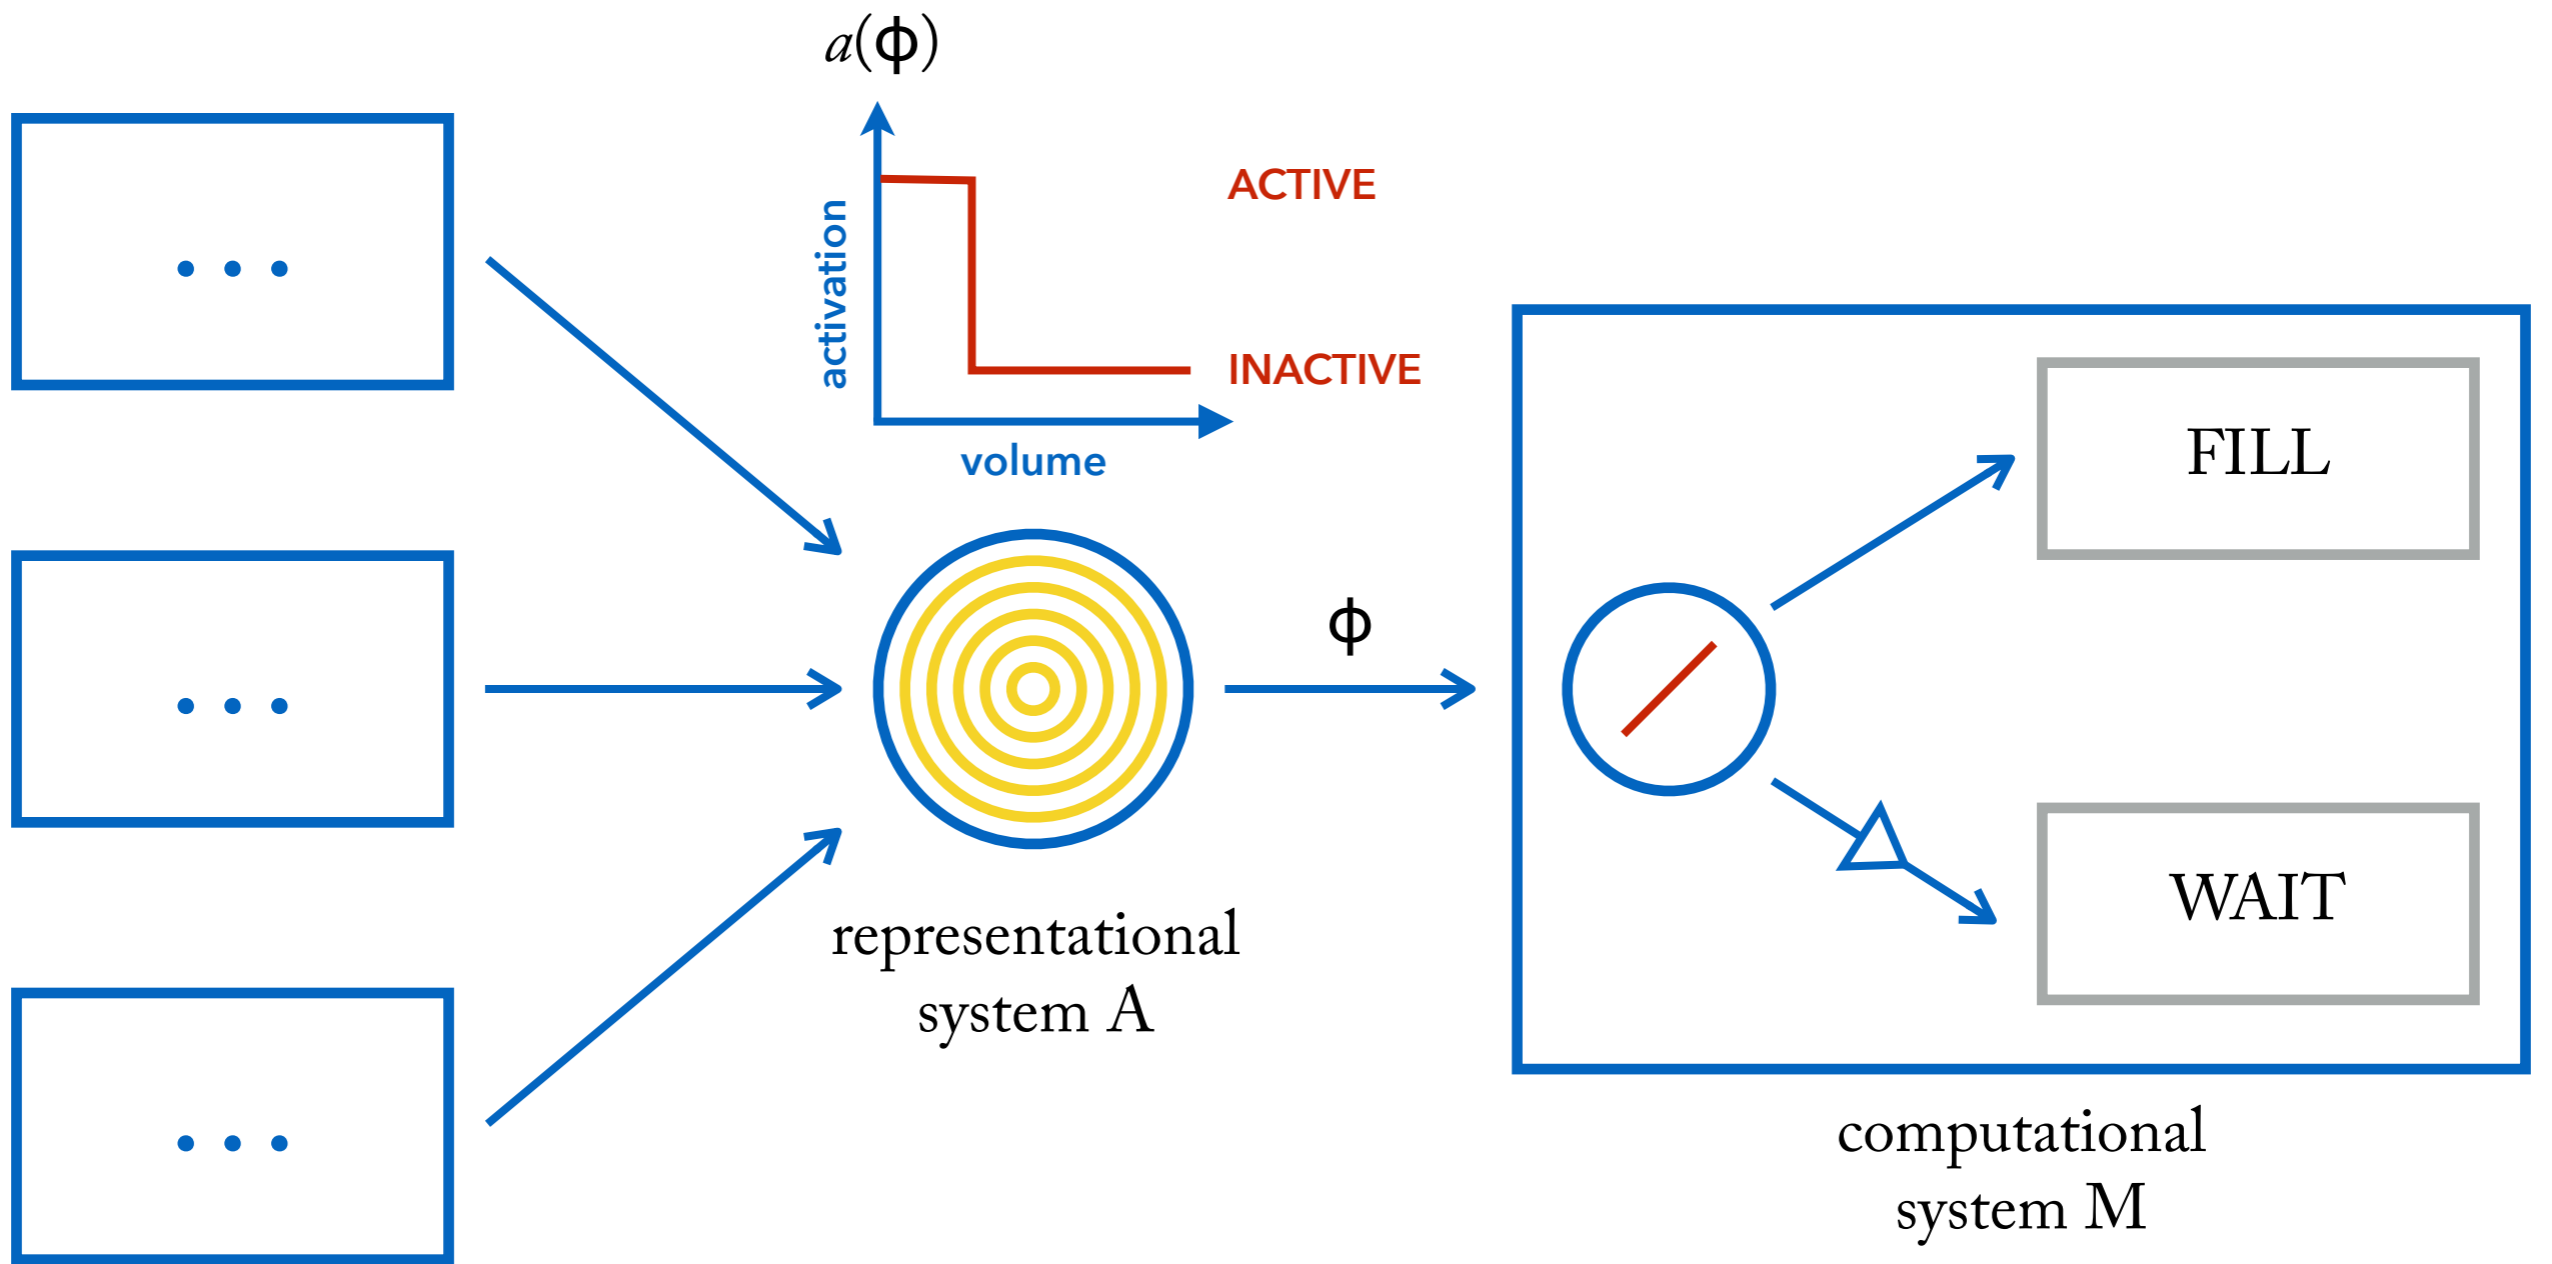 a(ϕ)
activation
ACTIVE
INACTIVE
volume
ϕ
representational
system A
FILL
WAIT
computational
system M